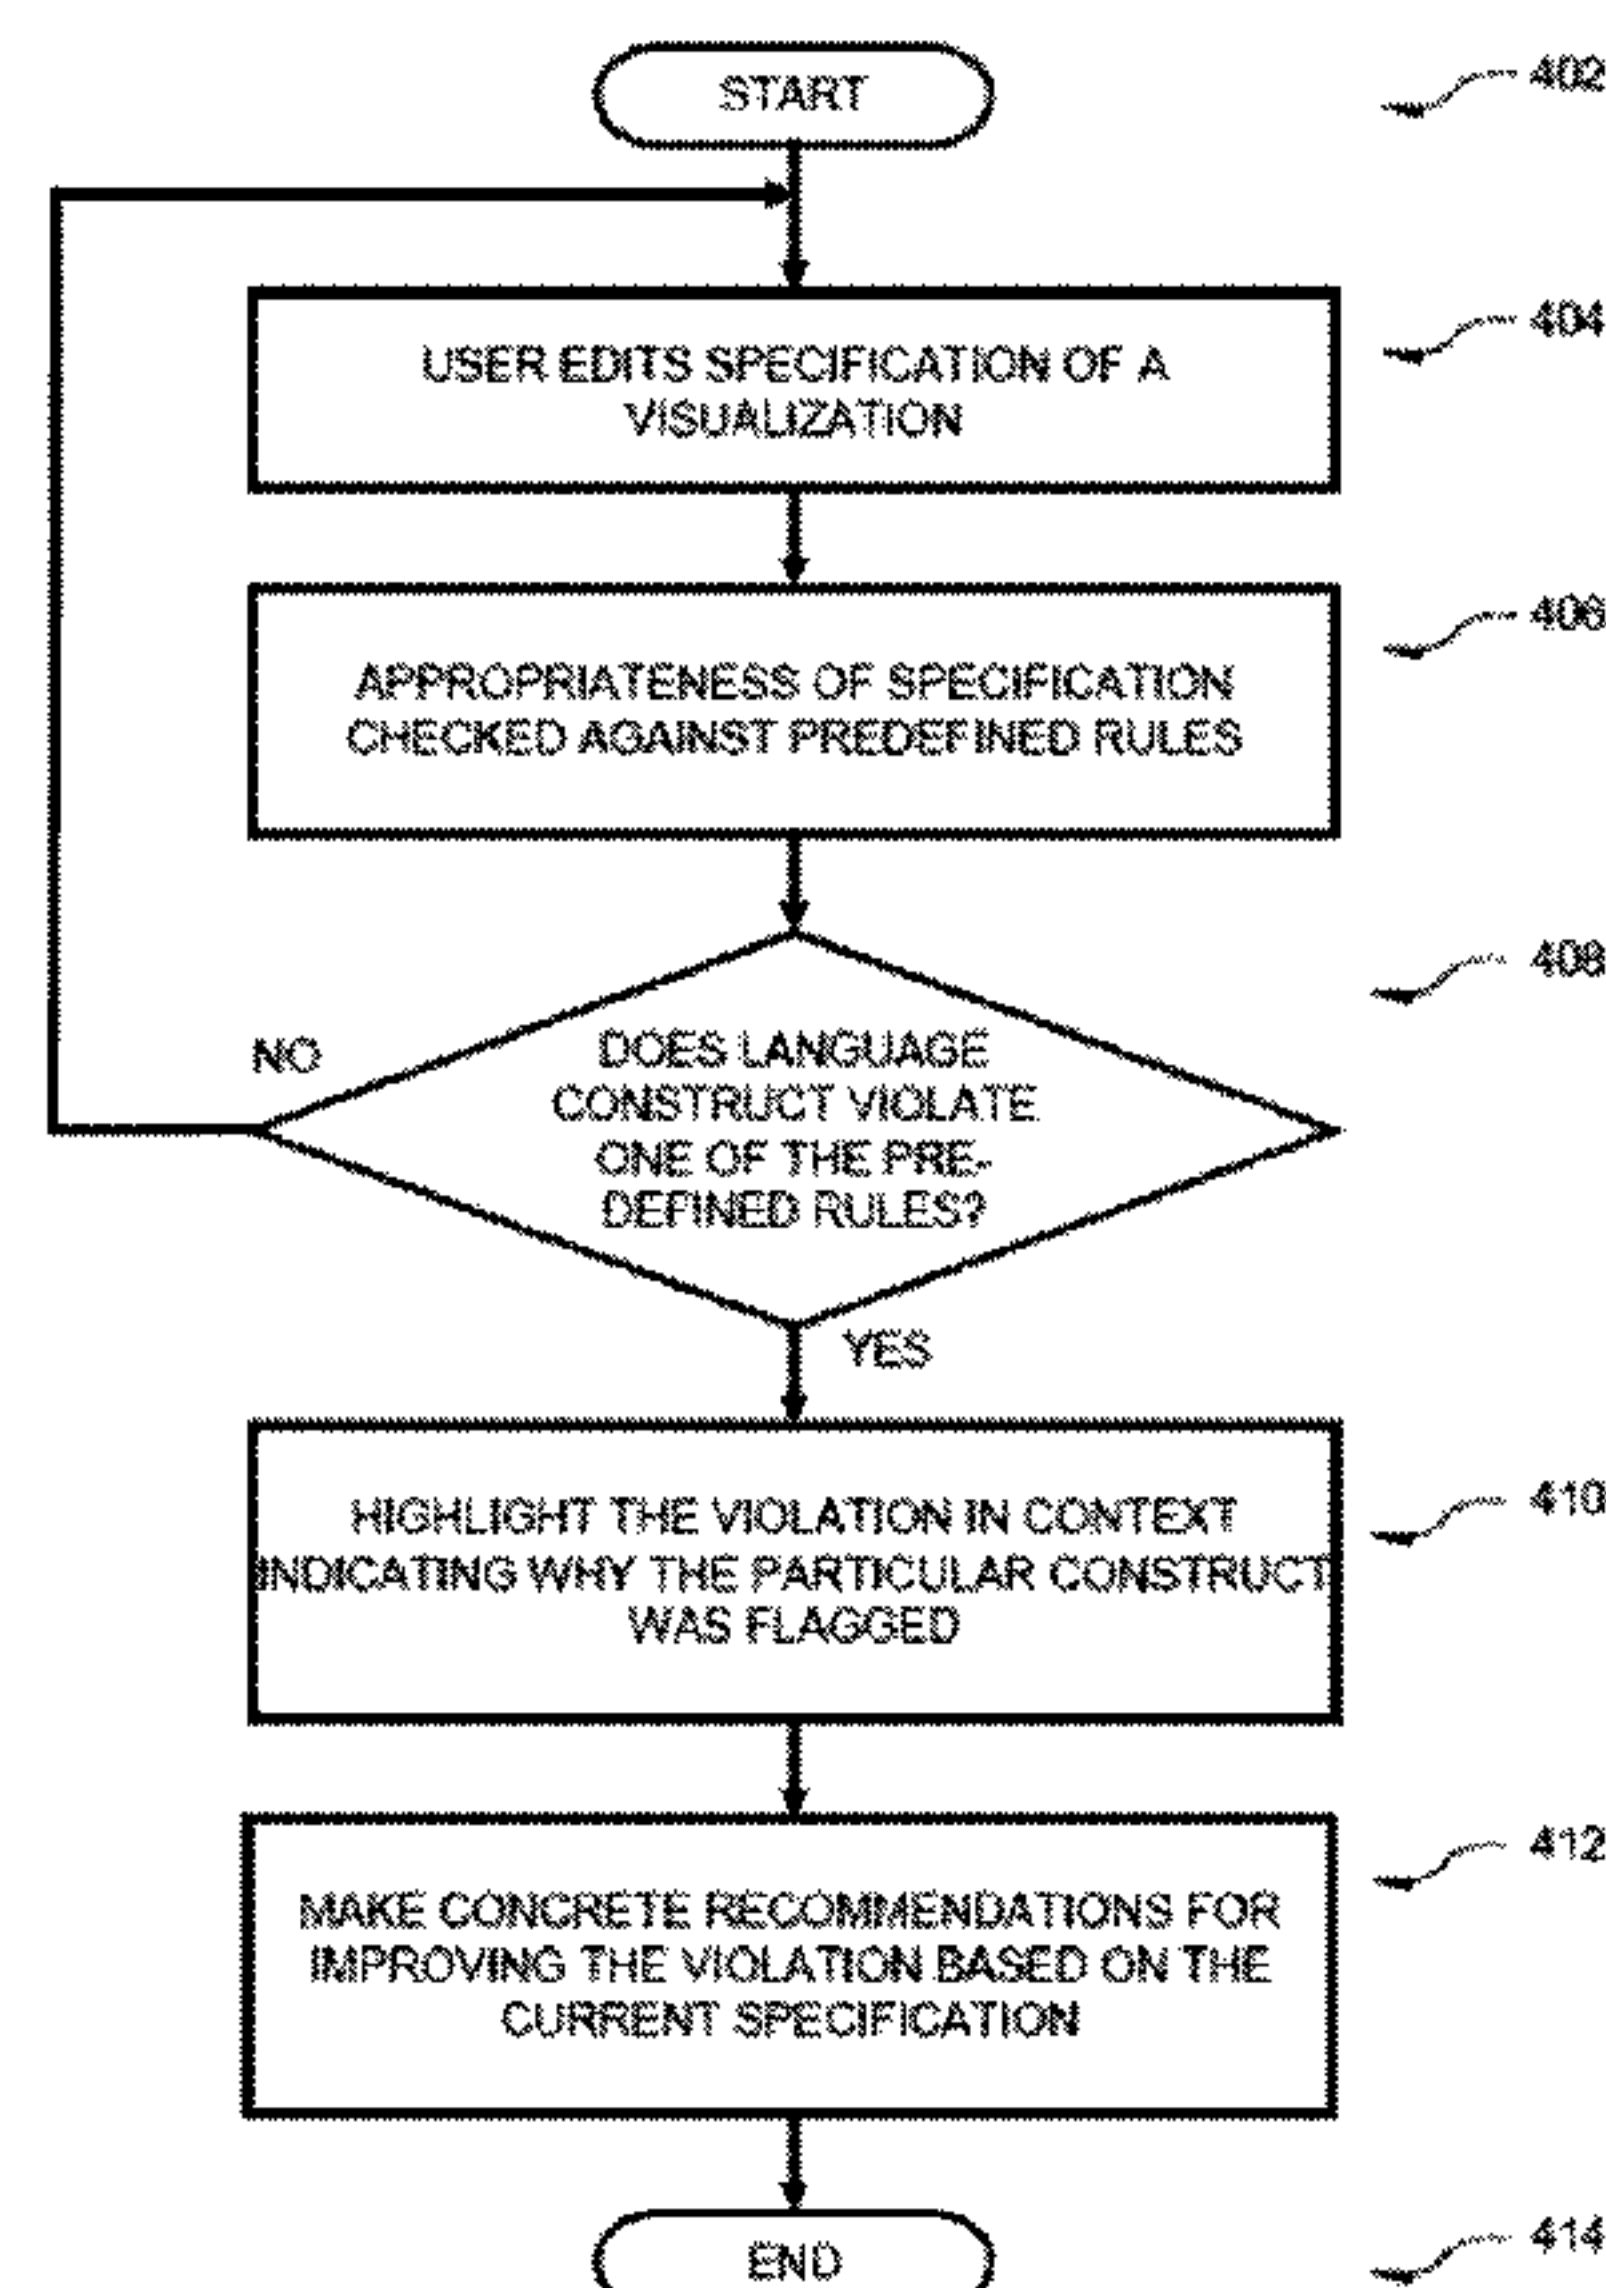 START
402
USER EDITS SPECIFICATION OF A
VISUALIZATION
404
APPROPRIATENESS OF SPECIFICATION
CHECKED AGAINST PREDEFINED RULES
406
DOES LANGUAGE
CONSTRUCT VIOLATE
ONE OF THE PRE-
DEFINED RULES?
408
NO
YES
HIGHLIGHT THE VIOLATION IN CONTEXT
INDICATING WHY THE PARTICULAR CONSTRUCT
WAS FLAGGED
410
MAKE CONCRETE RECOMMENDATIONS FOR
IMPROVING THE VIOLATION BASED ON THE
CURRENT SPECIFICATION
412
END
414